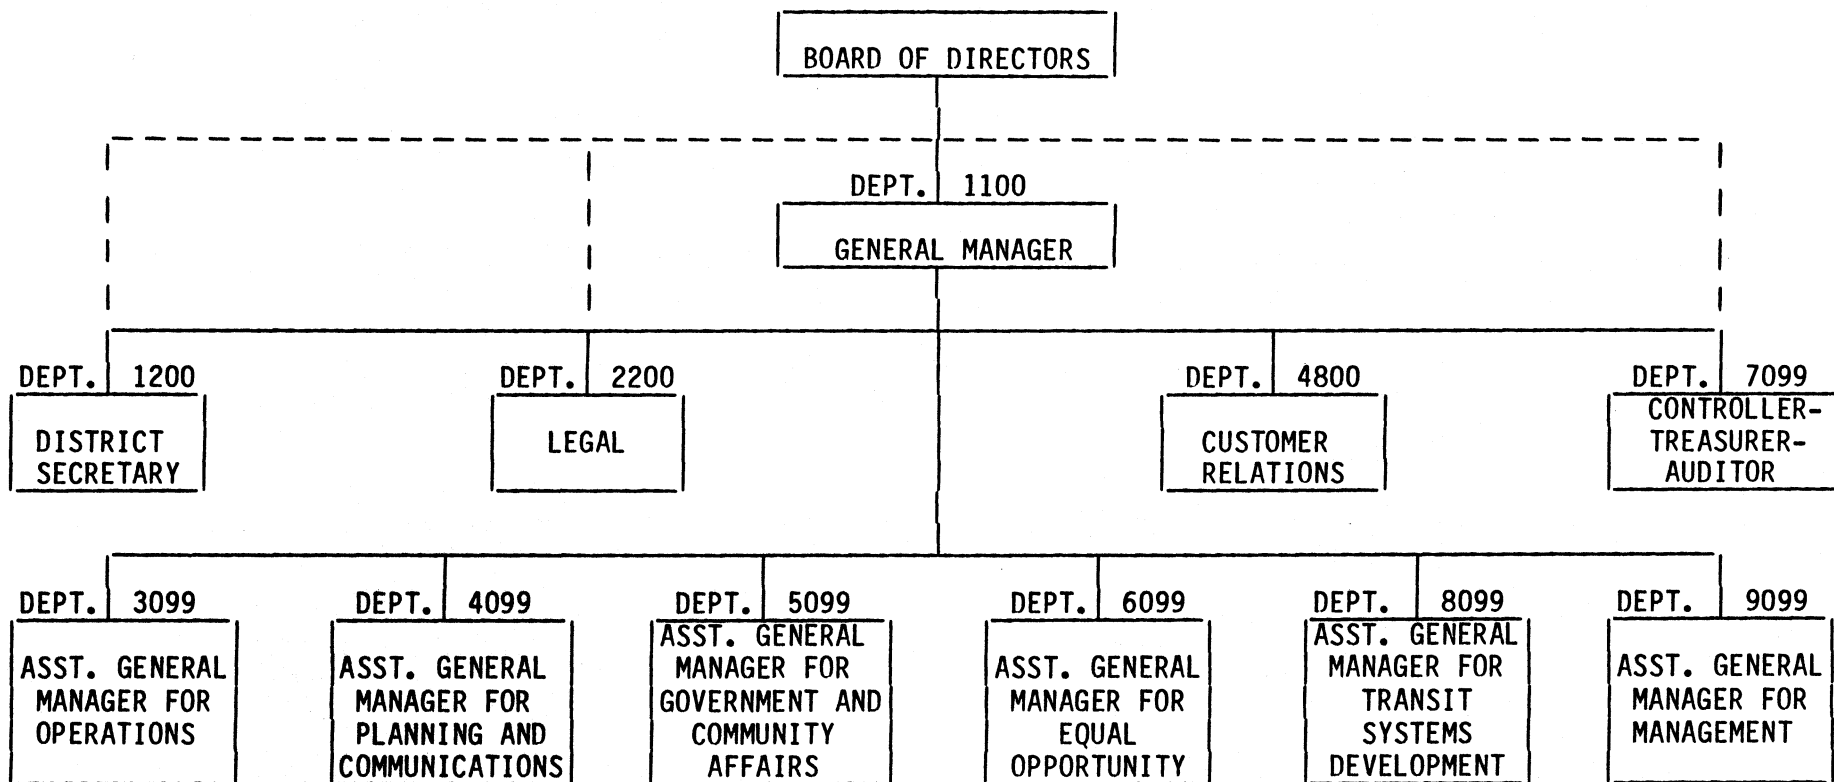 BOARD OF DIRECTORS
DEPT. 1100
GENERAL MANAGER
DEPT. 1200
DISTRICT
SECRETARY
DEPT. 2200
LEGAL
DEPT. 4800
CUSTOMER
RELATIONS
DEPT. 7099
CONTROLLER-
TREASURER-
AUDITOR
DEPT. 3099
ASST. GENERAL
MANAGER FOR
OPERATIONS
DEPT. 4099
ASST. GENERAL
MANAGER FOR
PLANNING AND
COMMUNICATIONS
DEPT. 5099
ASST. GENERAL
MANAGER FOR
GOVERNMENT AND
COMMUNITY
AFFAIRS
DEPT. 6099
ASST. GENERAL
MANAGER FOR
EQUAL
OPPORTUNITY
DEPT. 8099
ASST. GENERAL
MANAGER FOR
TRANSIT
SYSTEMS
DEVELOPMENT
DEPT. 9099
ASST. GENERAL
MANAGER FOR
MANAGEMENT